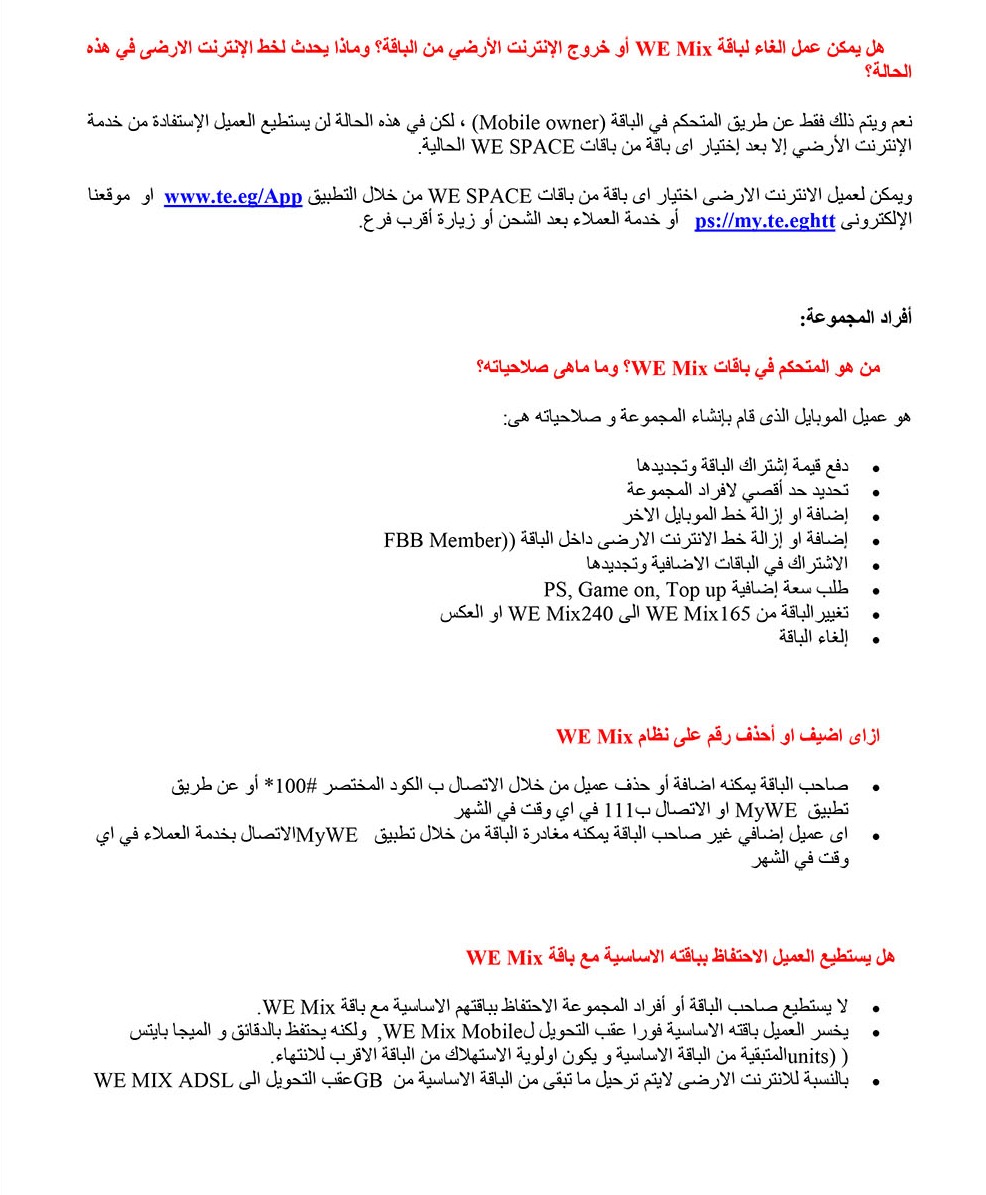 هل يمكن عمل الغاء لباقة WE Mix أو خروج الإنترنت الأرضي من الباقة؟ وماذا يحدث لخط الإنترنت الارضى في هذه
الحالة؟
نعم ويتم ذلك فقط عن طريق المتحكم في الباقة (Mobile owner) ، لكن في هذه الحالة لن يستطيع العميل الإستفادة من خدمة
الإنترنت الأرضي إلا بعد إختيار اى باقة من باقات WE SPACE الحالية.
ويمكن لعميل الانترنت الارضى اختيار اى باقة من باقات WE SPACE من خلال التطبيق www.te.eg/App او موقعنا
الإلكترونى ps://my.te.eghtt أو خدمة العملاء بعد الشحن أو زيارة أقرب فرع.
أفراد المجموعة:
من هو المتحكم في باقات WE Mix؟ وما ماهى صلاحياته؟
هو عميل الموبايل الذى قام بإنشاء المجموعة و صلاحياته هى:
• دفع قيمة إشتراك الباقة وتجديدها
• تحديد حد أقصي لافراد المجموعة
• إضافة او إزالة خط الموبايل الاخر
• إضافة او إزالة خط الانترنت الارضى داخل الباقة ((FBB Member
• الاشتراك في الباقات الاضافية وتجديدها
• طلب سعة إضافية PS, Game on, Top up
• تغيير الباقة من WE Mix165 الى WE Mix240 او العكس
• إلغاء الباقة
ازاى اضيف او أحذف رقم على نظام WE Mix
• صاحب الباقة يمكنه اضافة أو حذف عميل من خلال الاتصال ب الكود المختصر #100* أو عن طريق
تطبيق MyWE او الاتصال ب111 في اي وقت في الشهر
• اى عميل إضافي غير صاحب الباقة يمكنه مغادرة الباقة من خلال تطبيق MyWEالاتصال بخدمة العملاء في اي
وقت في الشهر
هل يستطيع العميل الاحتفاظ بباقته الاساسية مع باقة WE Mix
• لا يستطيع صاحب الباقة أو أفراد المجموعة الاحتفاظ بباقتهم الاساسية مع باقة WE Mix.
• يخسر العميل باقته الاساسية فورا عقب التحويل لWE Mix Mobile, ولكنه يحتفظ بالدقائق و الميجا بايتس
( (unitsالمتبقية من الباقة الاساسية و يكون اولوية الاستهلاك من الباقة الاقرب للانتهاء.
• بالنسبة للانترنت الارضى لايتم ترحيل ما تبقى من الباقة الاساسية من GBعقب التحويل الى WE MIX ADSL